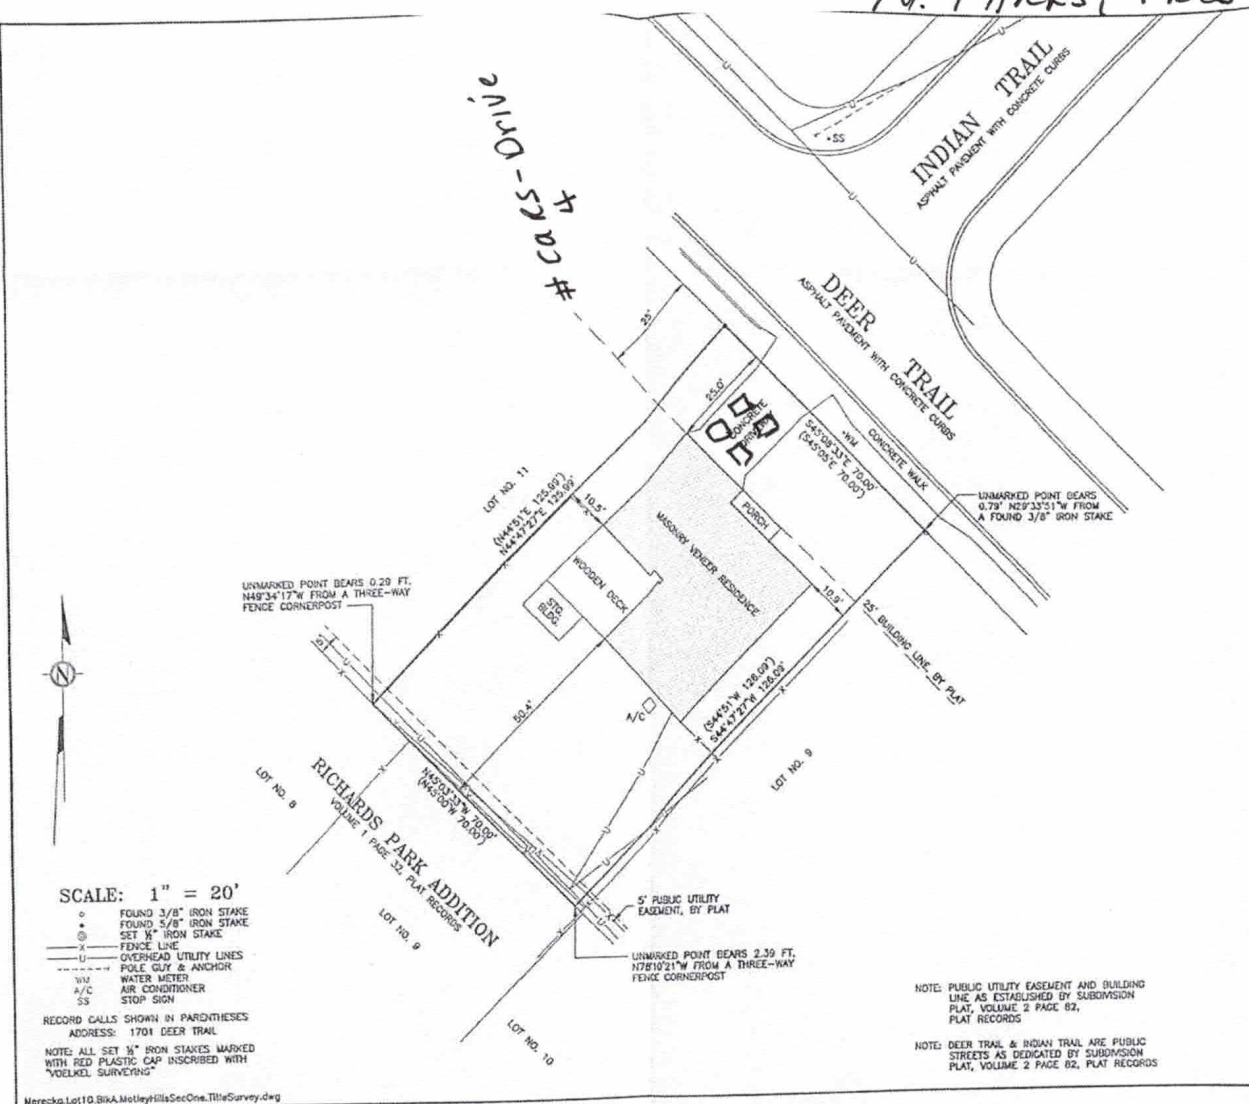 # CARS - Drive
4
INDIAN TRAIL
ASPHALT PAVEMENT WITH CONCRETE CURBS
SS
DEER TRAIL
ASPHALT PAVEMENT WITH CONCRETE CURBS
25'
25.0'
CONCRETE
S45°08'33"E 70.00'
(S45°05'E 70.00')
WM
CONCRETE WALK
UNMARKED POINT BEARS
0.79' N29°33'51"W FROM
A FOUND 3/8" IRON STAKE
LOT NO. 11
(N44°51'E 125.99')
N44°47'27"E 125.99'
10.5'
PORCH
MASONRY VENEER RESIDENCE
WOODEN DECK
STG.
BLDG.
10.9'
25' BUILDING LINE, BY PLAT
UNMARKED POINT BEARS 0.29 FT.
N49°34'17"W FROM A THREE-WAY
FENCE CORNERPOST
5'
N
50.4'
A/C
(S44°51'W 126.09')
S44°47'27"W 126.09'
LOT NO. 9
LOT NO. 8
RICHARDS PARK ADDITION
VOLUME 1 PAGE 32, PLAT RECORDS
N45°03'33"W 70.00'
(N45°00'W 70.00')
LOT NO. 9
5' PUBLIC UTILITY
EASEMENT, BY PLAT
UNMARKED POINT BEARS 2.39 FT.
N78°10'21"W FROM A THREE-WAY
FENCE CORNERPOST
LOT NO. 10
SCALE: 1" = 20'
FOUND 3/8" IRON STAKE
FOUND 5/8" IRON STAKE
SET ½" IRON STAKE
X FENCE LINE
U OVERHEAD UTILITY LINES
POLE GUY & ANCHOR
WM WATER METER
A/C AIR CONDITIONER
SS STOP SIGN
RECORD CALLS SHOWN IN PARENTHESES
ADDRESS: 1701 DEER TRAIL
NOTE: ALL SET ½" IRON STAKES MARKED
WITH RED PLASTIC CAP INSCRIBED WITH
"VOELKEL SURVEYING"
NOTE: PUBLIC UTILITY EASEMENT AND BUILDING
LINE AS ESTABLISHED BY SUBDIVISION
PLAT, VOLUME 2 PAGE 82,
PLAT RECORDS
NOTE: DEER TRAIL & INDIAN TRAIL ARE PUBLIC
STREETS AS DEDICATED BY SUBDIVISION
PLAT, VOLUME 2 PAGE 82, PLAT RECORDS
Merecka.Lot10.BlkA.MotleyHillsSecOne.TitleSurvey.dwg